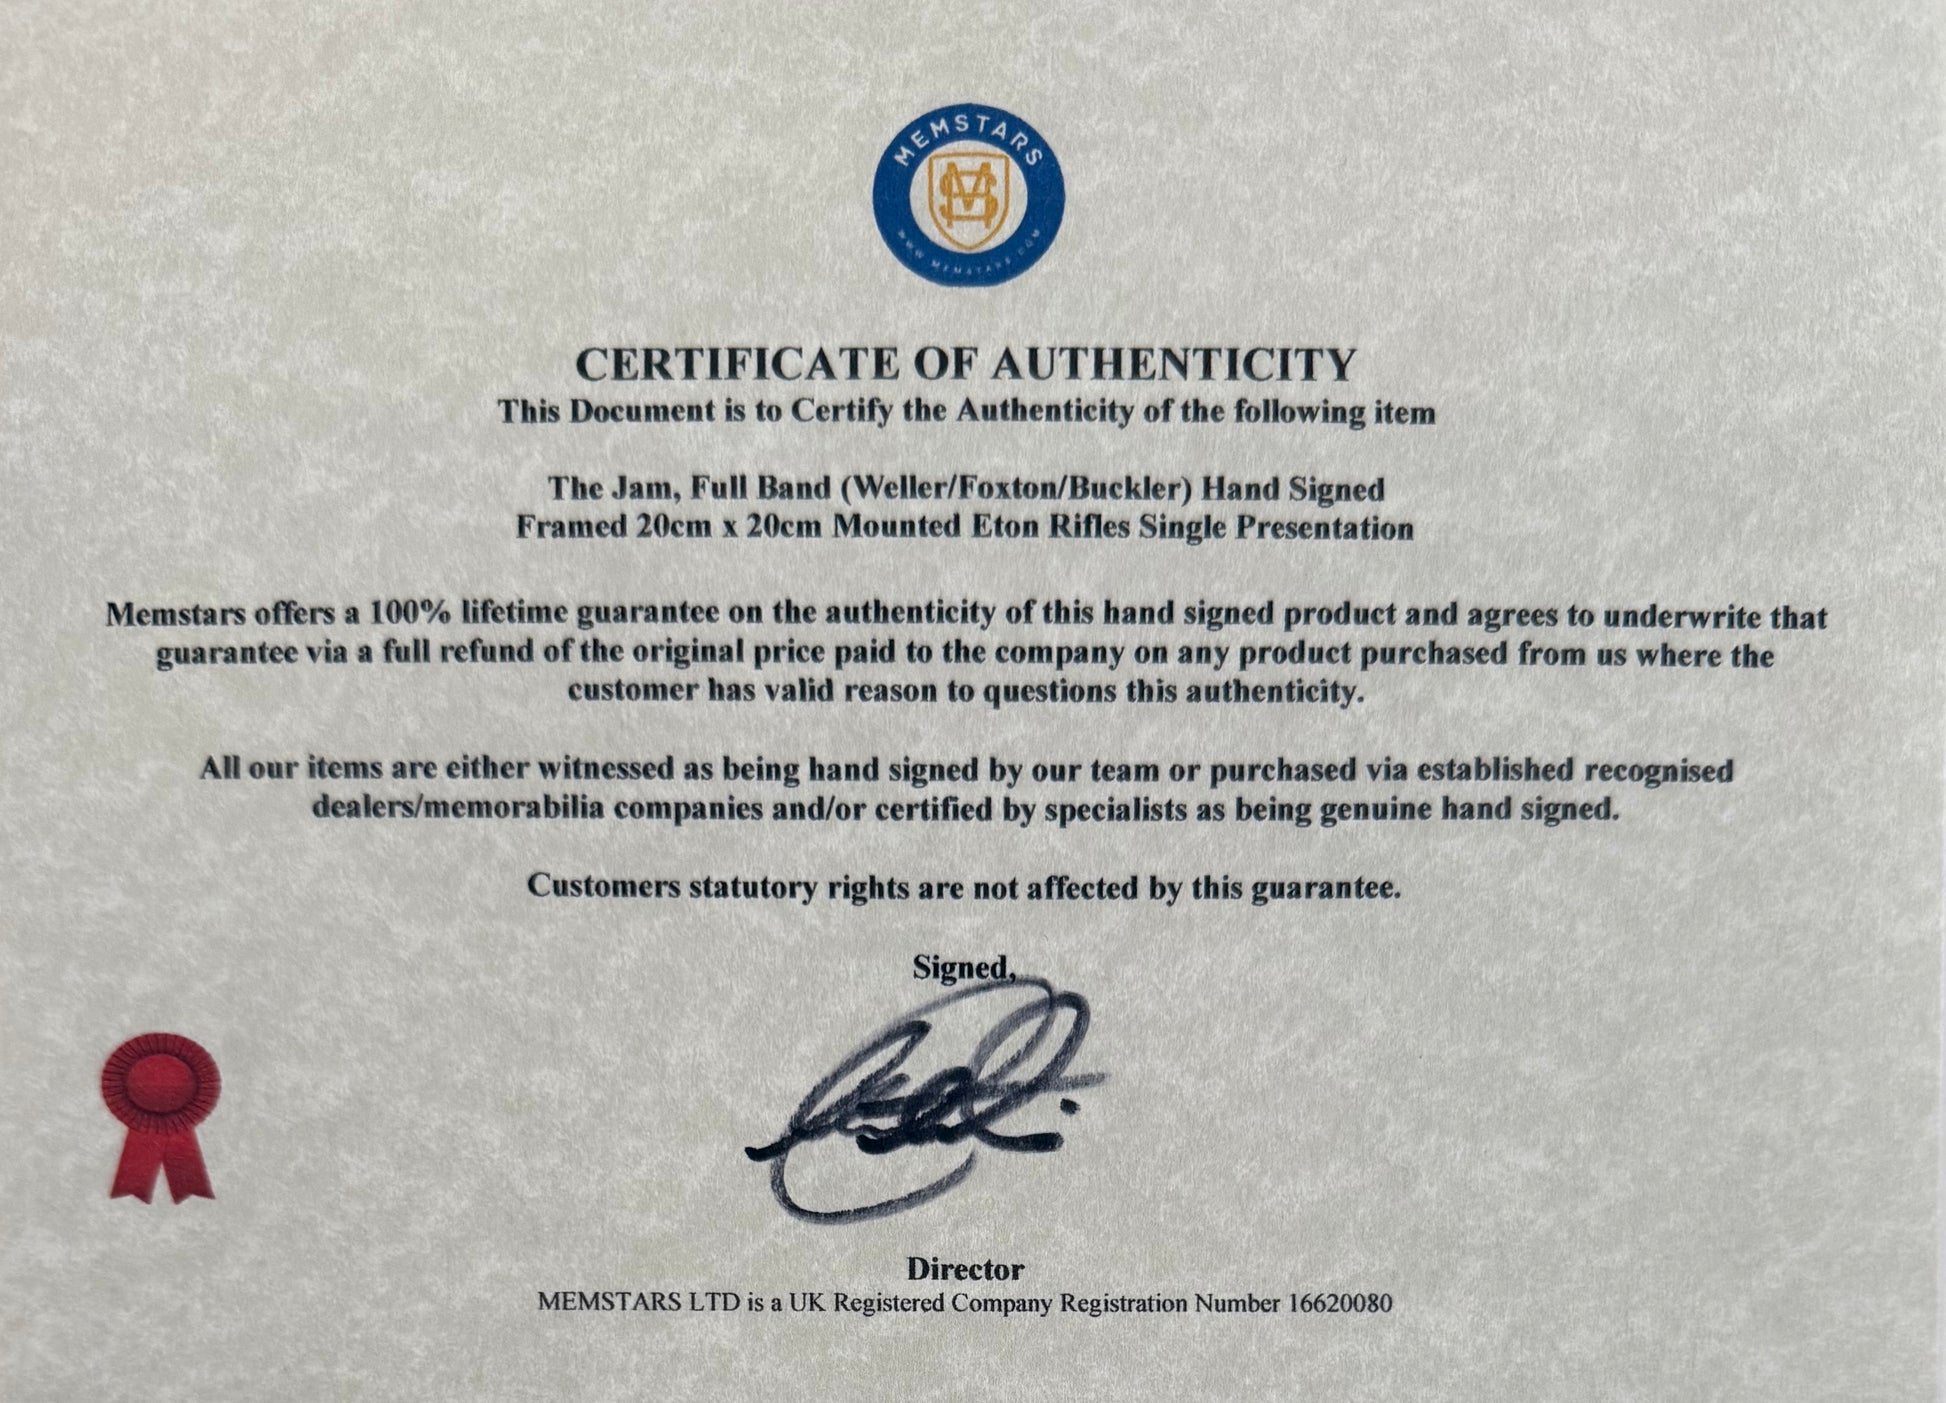 MEMSTARS
WWW.MEMSTARS.COM
CERTIFICATE OF AUTHENTICITY
This Document is to Certify the Authenticity of the following item
The Jam, Full Band (Weller/Foxton/Buckler) Hand Signed
Framed 20cm x 20cm Mounted Eton Rifles Single Presentation
Memstars offers a 100% lifetime guarantee on the authenticity of this hand signed product and agrees to underwrite that
guarantee via a full refund of the original price paid to the company on any product purchased from us where the
customer has valid reason to questions this authenticity.
All our items are either witnessed as being hand signed by our team or purchased via established recognised
dealers/memorabilia companies and/or certified by specialists as being genuine hand signed.
Customers statutory rights are not affected by this guarantee.
Signed,
Director
MEMSTARS LTD is a UK Registered Company Registration Number 16620080